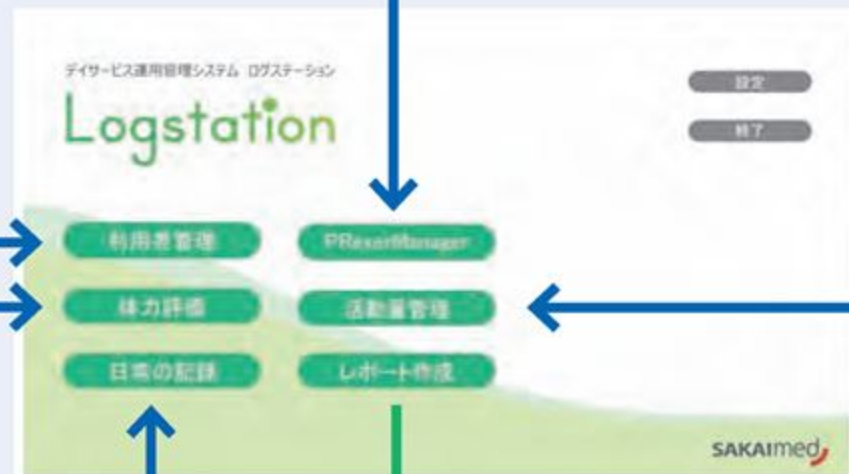 デイサービス運用管理システム ログステーション
Logstation
設定
終了
利用者管理
PRexerManager
体力評価
活動量管理
日常の記録
レポート作成
SAKAImed